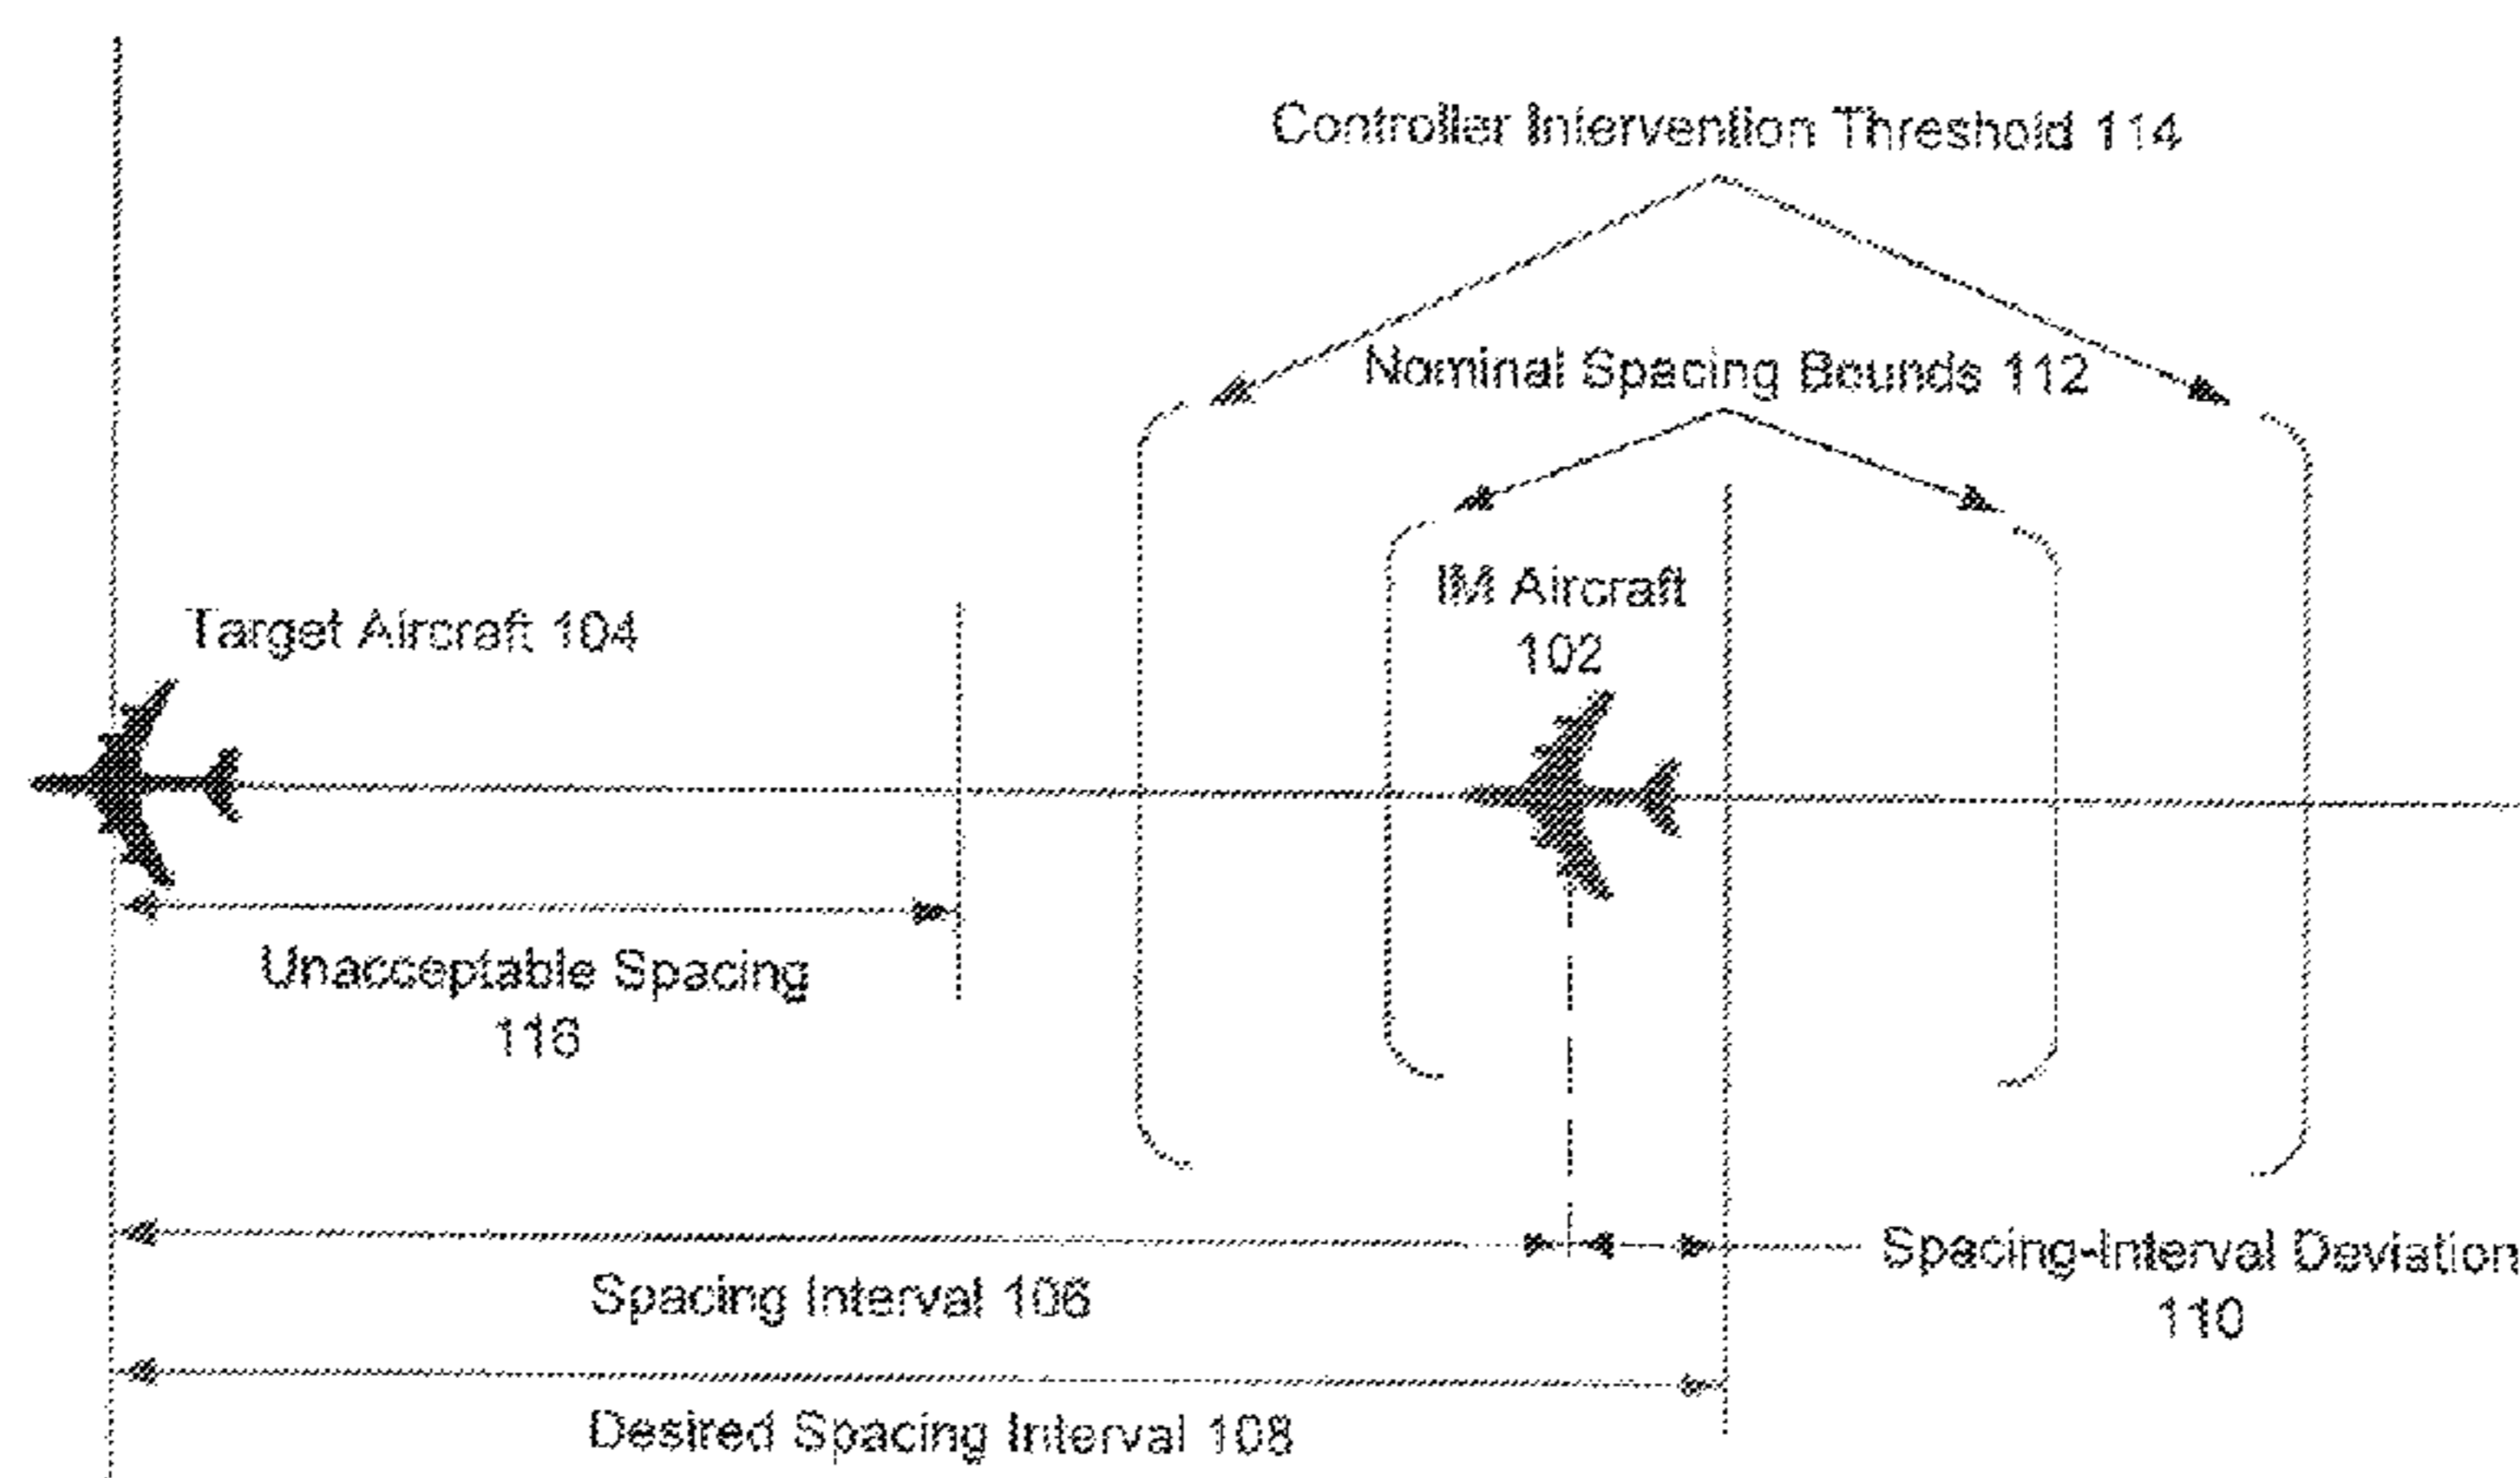 Controller Intervention Threshold 114
Nominal Spacing Bounds 112
IM Aircraft
102
Target Aircraft 104
Unacceptable Spacing
116
Spacing-Interval Deviation
110
Spacing Interval 106
Desired Spacing Interval 108